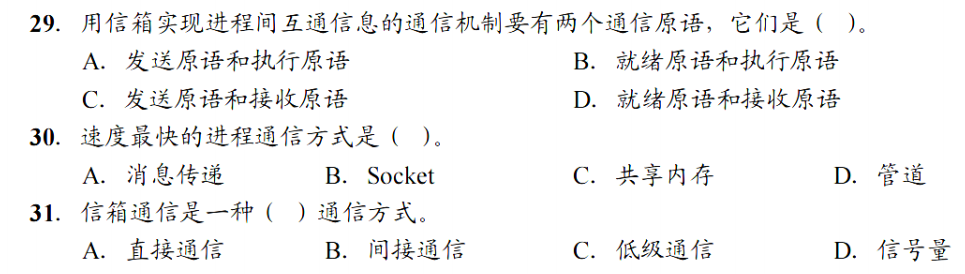 29. 用信箱实现进程间互通信息的通信机制要有两个通信原语，它们是（ ）。
A. 发送原语和执行原语 B. 就绪原语和执行原语
C. 发送原语和接收原语 D. 就绪原语和接收原语
30. 速度最快的进程通信方式是（ ）。
A. 消息传递 B. Socket C. 共享内存 D. 管道
31. 信箱通信是一种（ ）通信方式。
A. 直接通信 B. 间接通信 C. 低级通信 D. 信号量